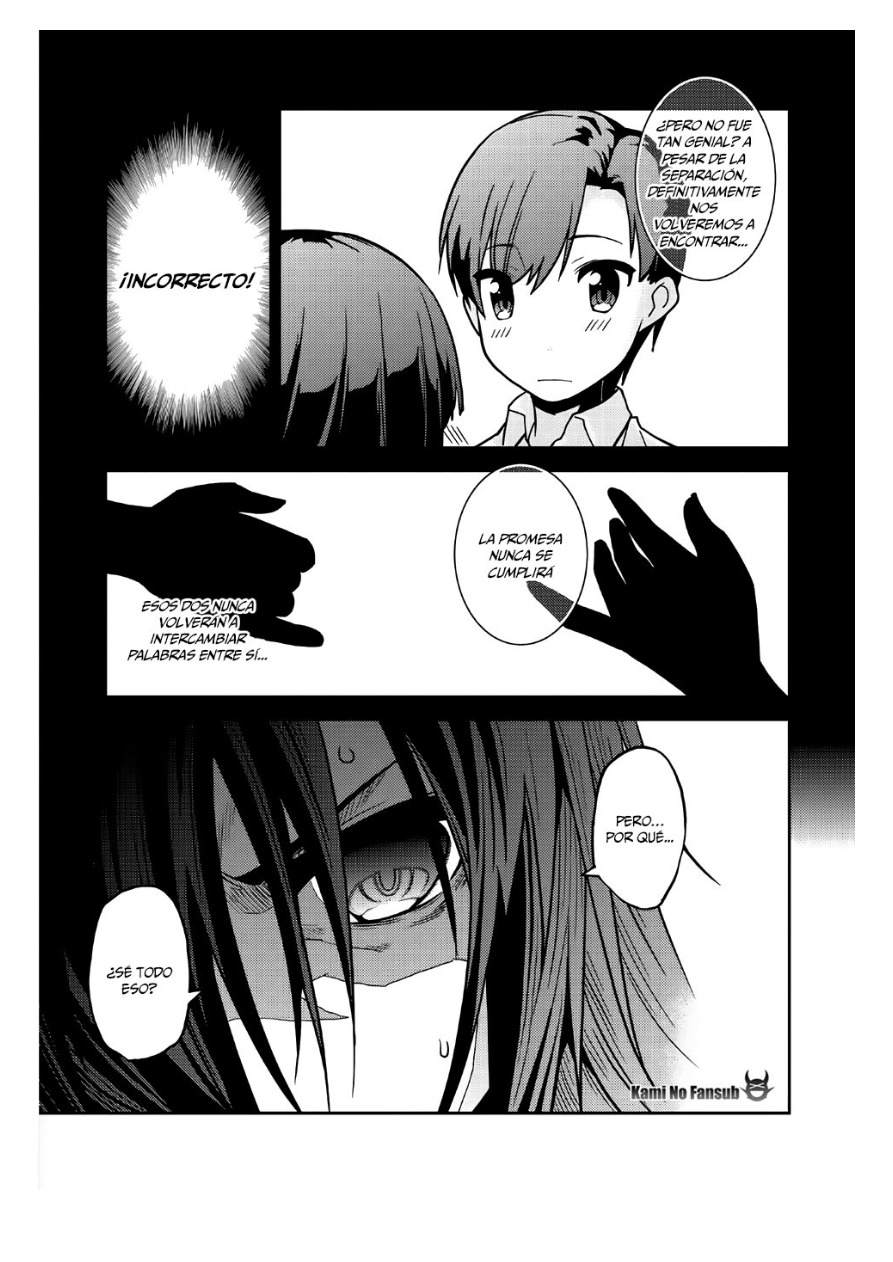 ¿PERO NO FUE
TAN GENIAL? A
PESAR DE LA
SEPARACIÓN,
DEFINITIVAMENTE
NOS
VOLVEREMOS A
ENCONTRAR...
¡INCORRECTO!
LA PROMESA
NUNCA SE
CUMPLIRÁ
ESOS DOS NUNCA
VOLVERÁN A
INTERCAMBIAR
PALABRAS ENTRE SÍ...
PERO...
POR QUÉ...
¿SÉ TODO
ESO?
Kami No Fansub